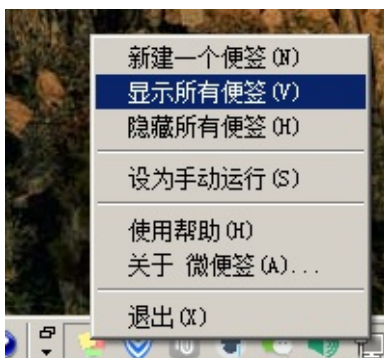 新建一个便签(N)
显示所有便签(V)
隐藏所有便签(H)
设为手动运行(S)
使用帮助(H)
关于 微便签(A)...
退出(X)